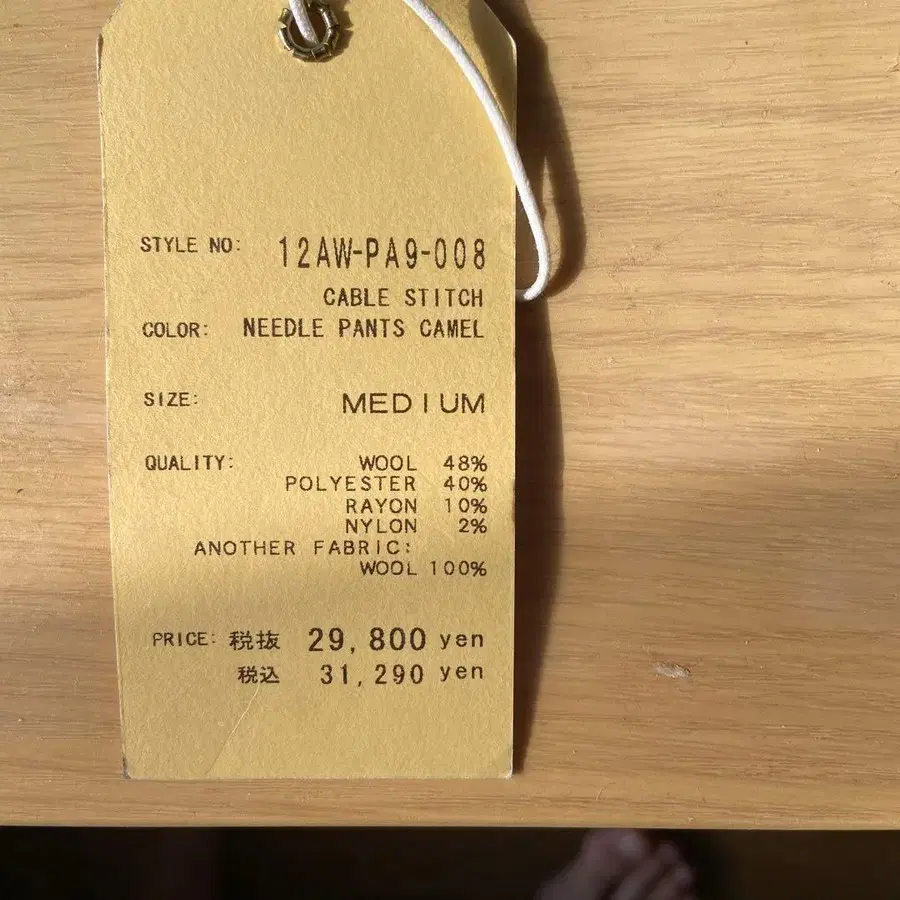 STYLE NO: 12AW-PA9-008
CABLE STITCH
COLOR: NEEDLE PANTS CAMEL
SIZE: MEDIUM
QUALITY: WOOL 48%
POLYESTER 40%
RAYON 10%
NYLON 2%
ANOTHER FABRIC:
WOOL 100%
PRICE: 税抜 29,800 yen
税込 31,290 yen